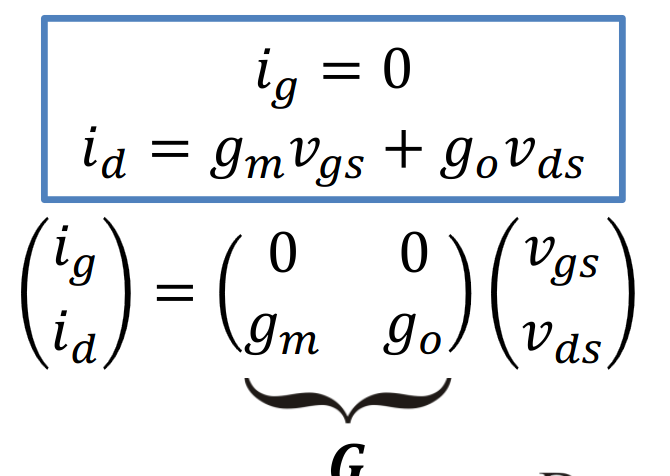 i_g = 0
i_d = g_m v_gs + g_o v_ds
(i_g i_d) = (0 0 g_m g_o) (v_gs v_ds)
G